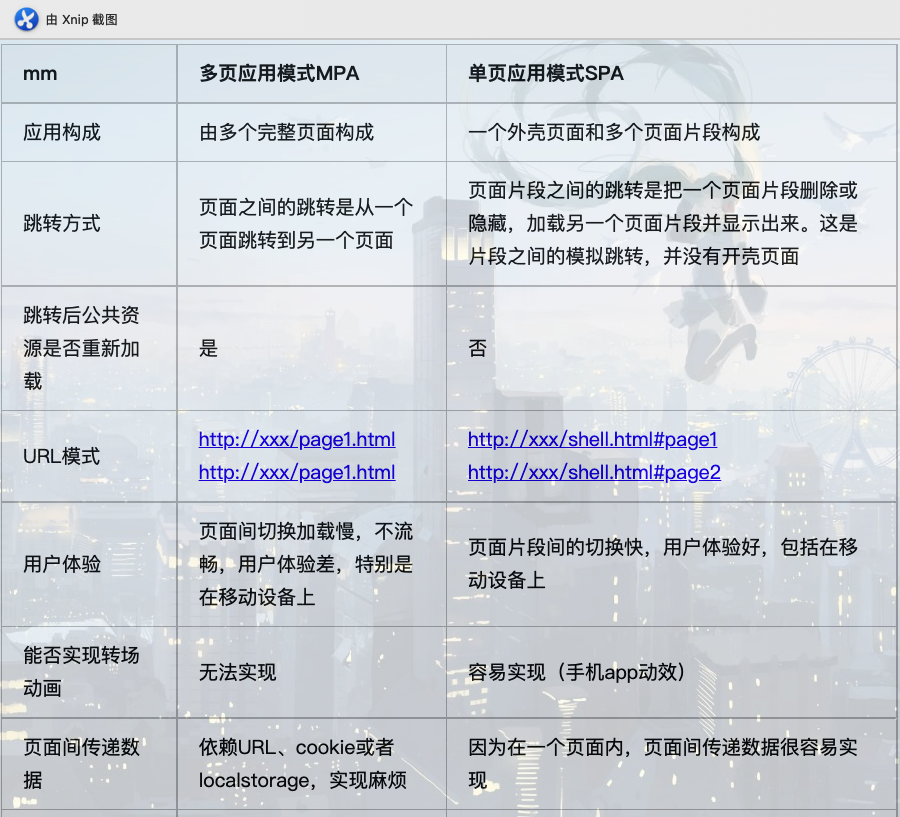 由 Xnip 截图
mm
多页应用模式MPA
单页应用模式SPA
应用构成
由多个完整页面构成
一个外壳页面和多个页面片段构成
跳转方式
页面之间的跳转是从一个
页面跳转到另一个页面
页面片段之间的跳转是把一个页面片段删除或
隐藏，加载另一个页面片段并显示出来。这是
片段之间的模拟跳转，并没有开壳页面
跳转后公共资
源是否重新加
载
是
否
URL模式
http://xxx/page1.html
http://xxx/page1.html
http://xxx/shell.html#page1
http://xxx/shell.html#page2
用户体验
页面间切换加载慢，不流
畅，用户体验差，特别是
在移动设备上
页面片段间的切换快，用户体验好，包括在移
动设备上
能否实现转场
动画
无法实现
容易实现（手机app动效）
页面间传递数
据
依赖URL、cookie或者
localstorage，实现麻烦
因为在一个页面内，页面间传递数据很容易实
现